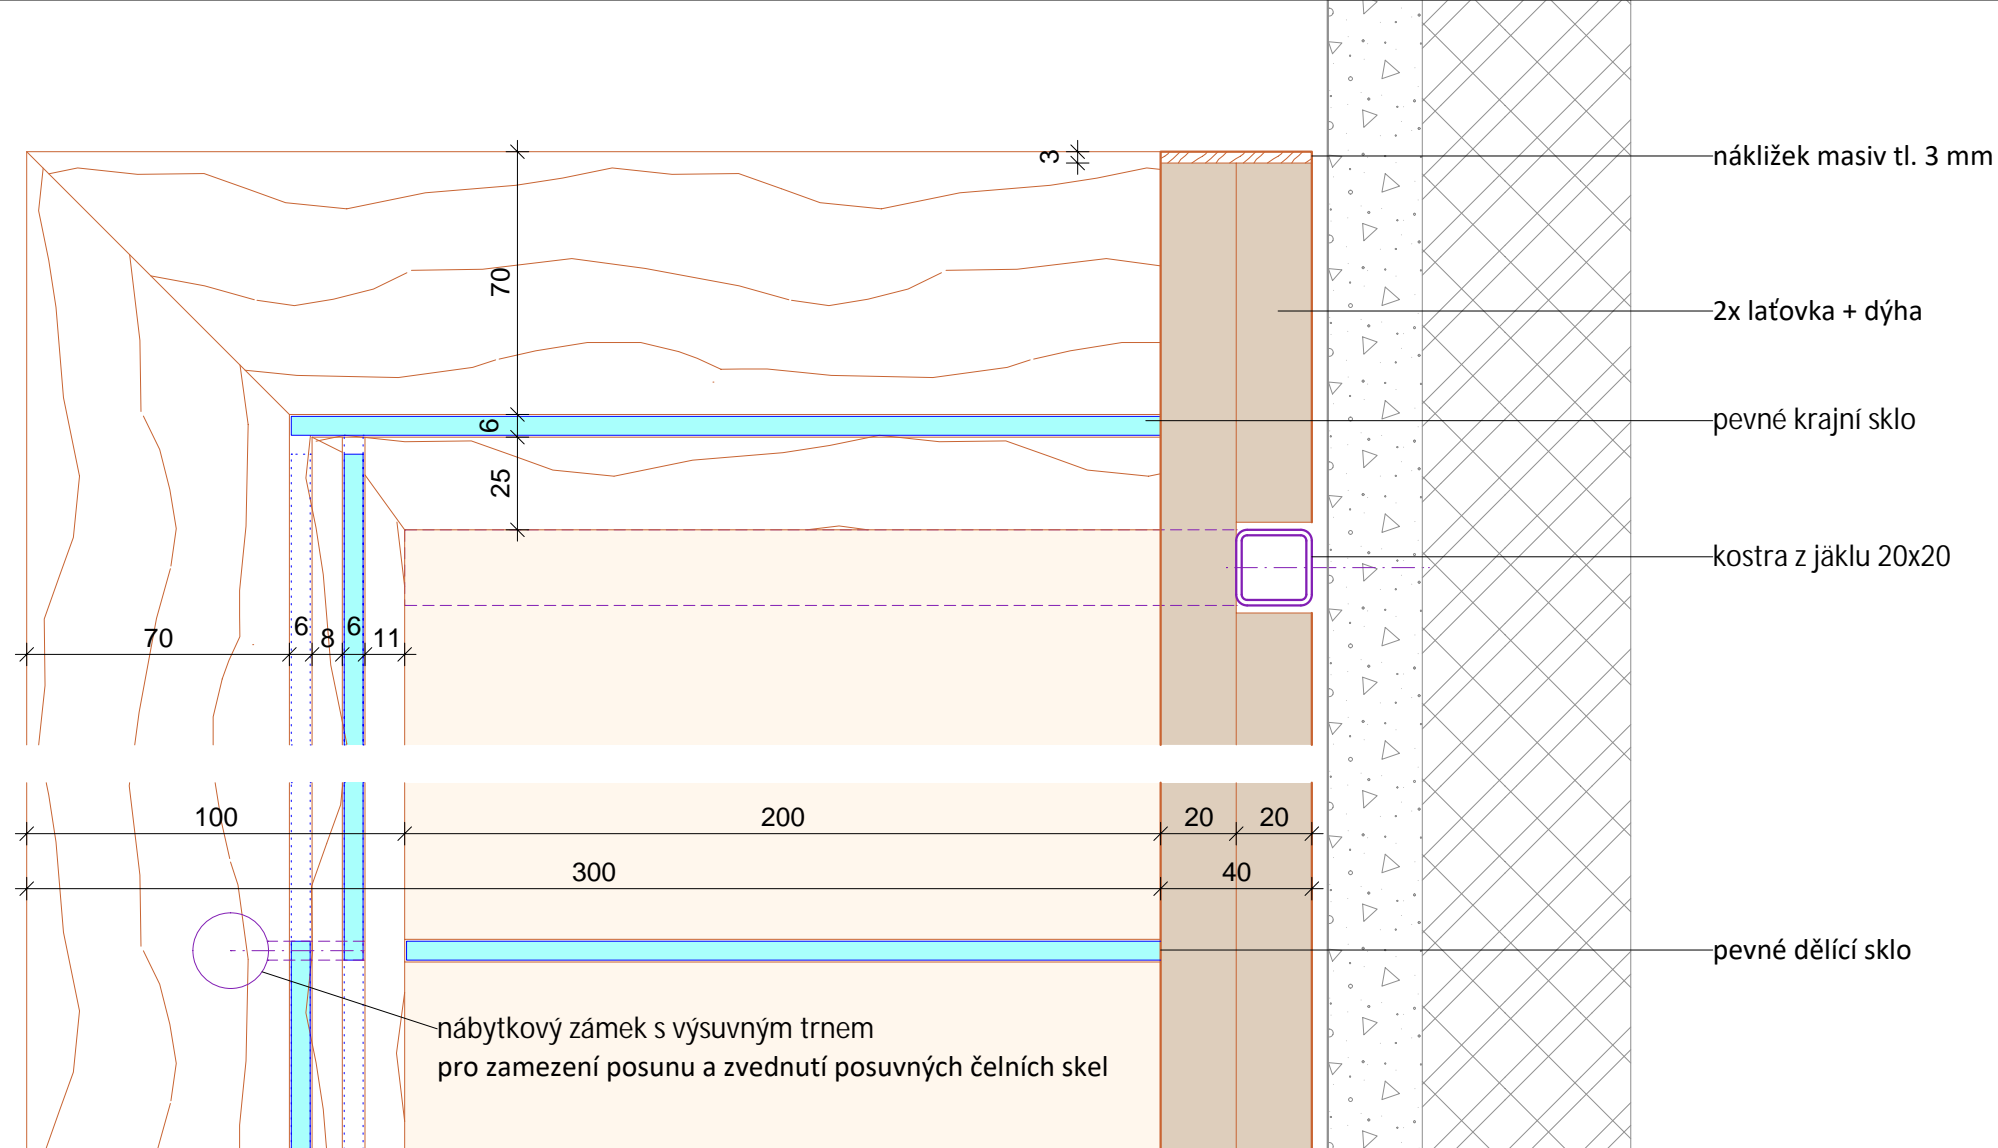 3
nákližek masiv tl. 3 mm
70
2x laťovka + dýha
6
pevné krajní sklo
25
kostra z jäklu 20x20
70
6
8
6
11
100
200
20
20
300
40
pevné dělící sklo
nábytkový zámek s výsuvným trnem
pro zamezení posunu a zvednutí posuvných čelních skel